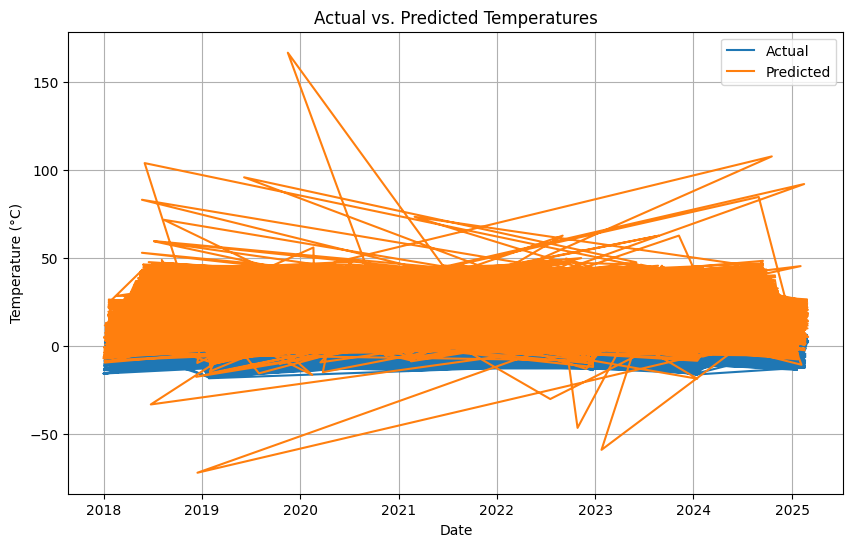 Actual vs. Predicted Temperatures
Actual
Predicted
150
100
50
0
−50
Temperature (°C)
2018 2019 2020 2021 2022 2023 2024 2025
Date